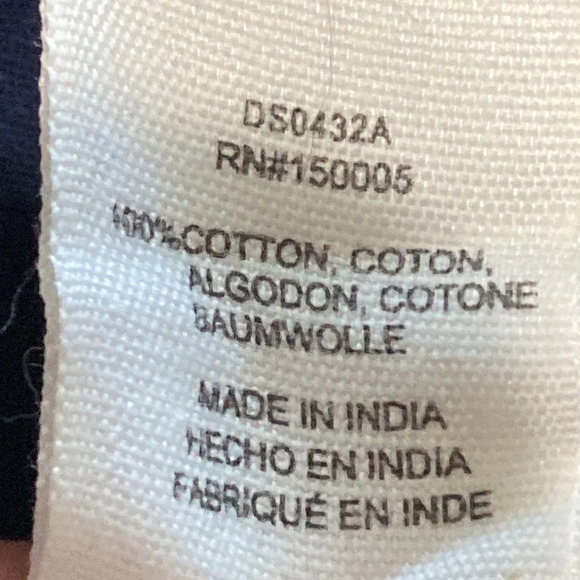 DS0432A
RN#150005
100%COTTON, COTON,
ALGODON, COTONE
BAUMWOLLE
MADE IN INDIA
HECHO EN INDIA
FABRIQUÉ EN INDE